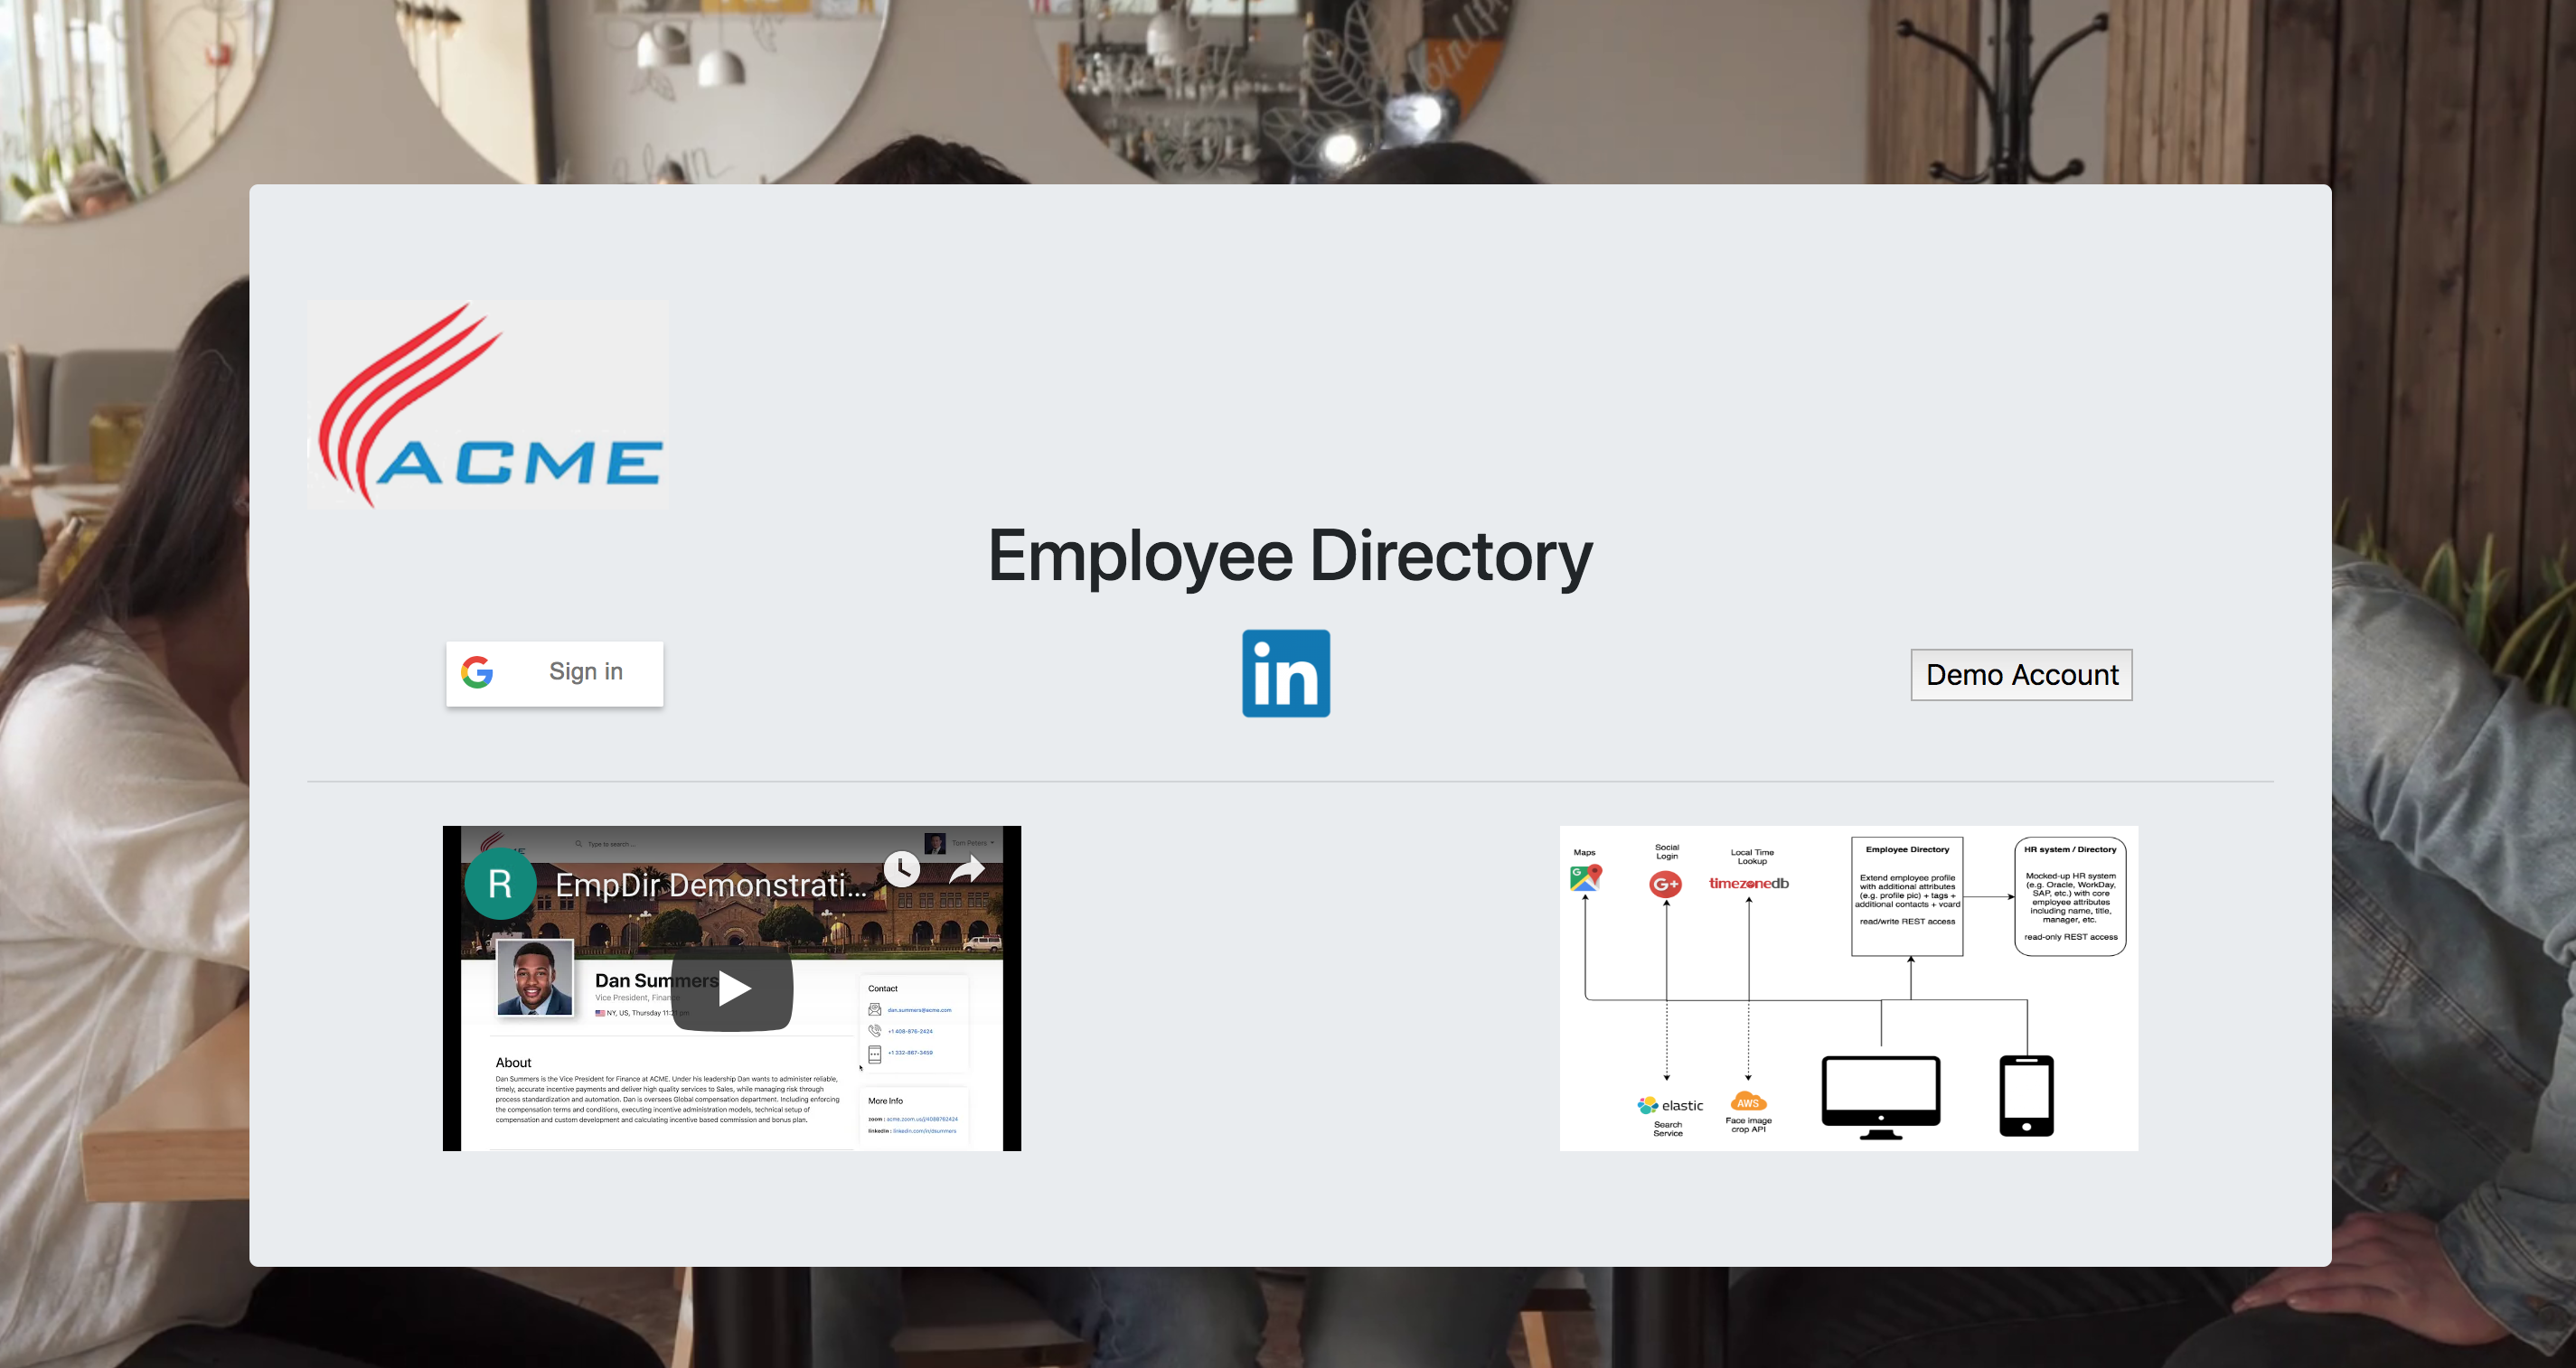 ACME
Employee Directory
Sign in
in
Demo Account
Type to search ...
Tom Peters
R
EmpDir Demonstrati...
Dan Summers
Vice President, Finance
NY, US, Thursday
Contact
dan.summers@acme.com
+1 408-976-2424
+1 332-867-3459
About
Dan Summers is the Vice President for Finance at ACME. Under his leadership Dan wants to administer reliable,
timely, accurate incentive payments and deliver high quality services to Sales, while managing risk through
process standardization and automation. Dan is oversees Global compensation department. Including enforcing
the compensation terms and conditions, executing incentive administration models, technical setup of
compensation and custom development and calculating incentive based commission and bonus plan.
More Info
zoom : acme.zoom.us/j/4089762424
linkedin : linkedin.com/in/dsummers
Maps
Social
Login
G+
Local Time
Lookup
timezonedb
Employee Directory
Extend employee profile
with additional attributes
(e.g. profile pic) + tags +
additional contacts + vcard
read/write REST access
HR system / Directory
Mocked-up HR system
(e.g. Oracle, WorkDay,
SAP, etc.) with core
employee attributes
including name, title,
manager, etc.
read-only REST access
elastic
Search
Service
AWS
Face image
crop API